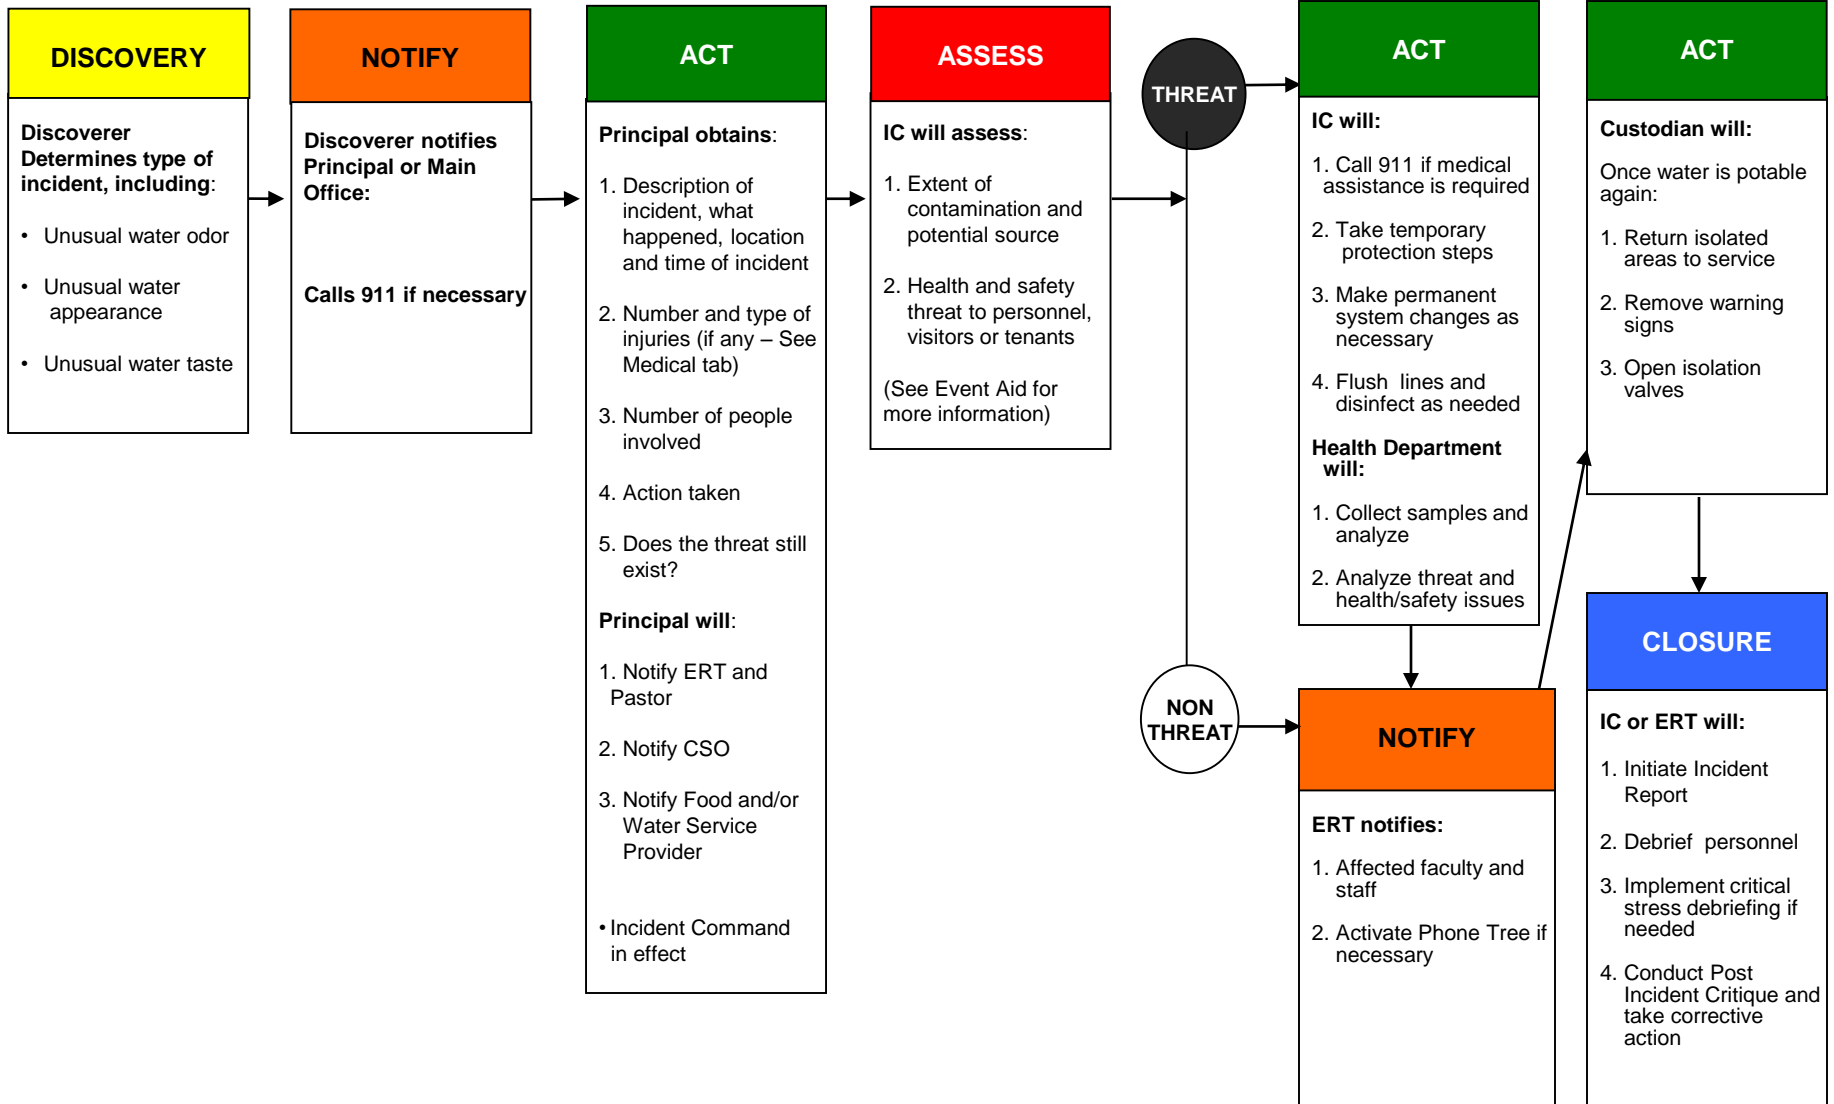 DISCOVERY
Discoverer
Determines type of
incident, including:
• Unusual water odor
• Unusual water
appearance
• Unusual water taste
NOTIFY
Discoverer notifies
Principal or Main
Office:
Calls 911 if necessary
ACT
Principal obtains:
1. Description of
incident, what
happened, location
and time of incident
2. Number and type of
injuries (if any – See
Medical tab)
3. Number of people
involved
4. Action taken
5. Does the threat still
exist?
Principal will:
1. Notify ERT and
Pastor
2. Notify CSO
3. Notify Food and/or
Water Service
Provider
• Incident Command
in effect
ASSESS
IC will assess:
1. Extent of
contamination and
potential source
2. Health and safety
threat to personnel,
visitors or tenants
(See Event Aid for
more information)
THREAT
NON
THREAT
ACT
IC will:
1. Call 911 if medical
assistance is required
2. Take temporary
protection steps
3. Make permanent
system changes as
necessary
4. Flush lines and
disinfect as needed
Health Department
will:
1. Collect samples and
analyze
2. Analyze threat and
health/safety issues
NOTIFY
ERT notifies:
1. Affected faculty and
staff
2. Activate Phone Tree if
necessary
ACT
Custodian will:
Once water is potable
again:
1. Return isolated
areas to service
2. Remove warning
signs
3. Open isolation
valves
CLOSURE
IC or ERT will:
1. Initiate Incident
Report
2. Debrief personnel
3. Implement critical
stress debriefing if
needed
4. Conduct Post
Incident Critique and
take corrective
action